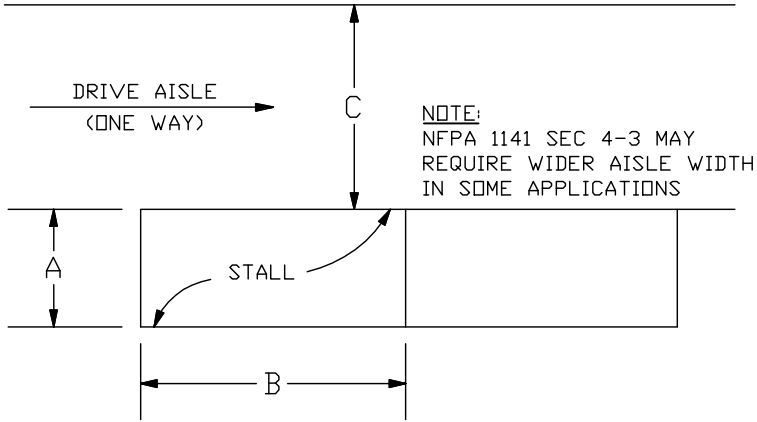 DRIVE AISLE
(ONE WAY)
C
NOTE:
NFPA 1141 SEC 4-3 MAY
REQUIRE WIDER AISLE WIDTH
IN SOME APPLICATIONS
A
STALL
B